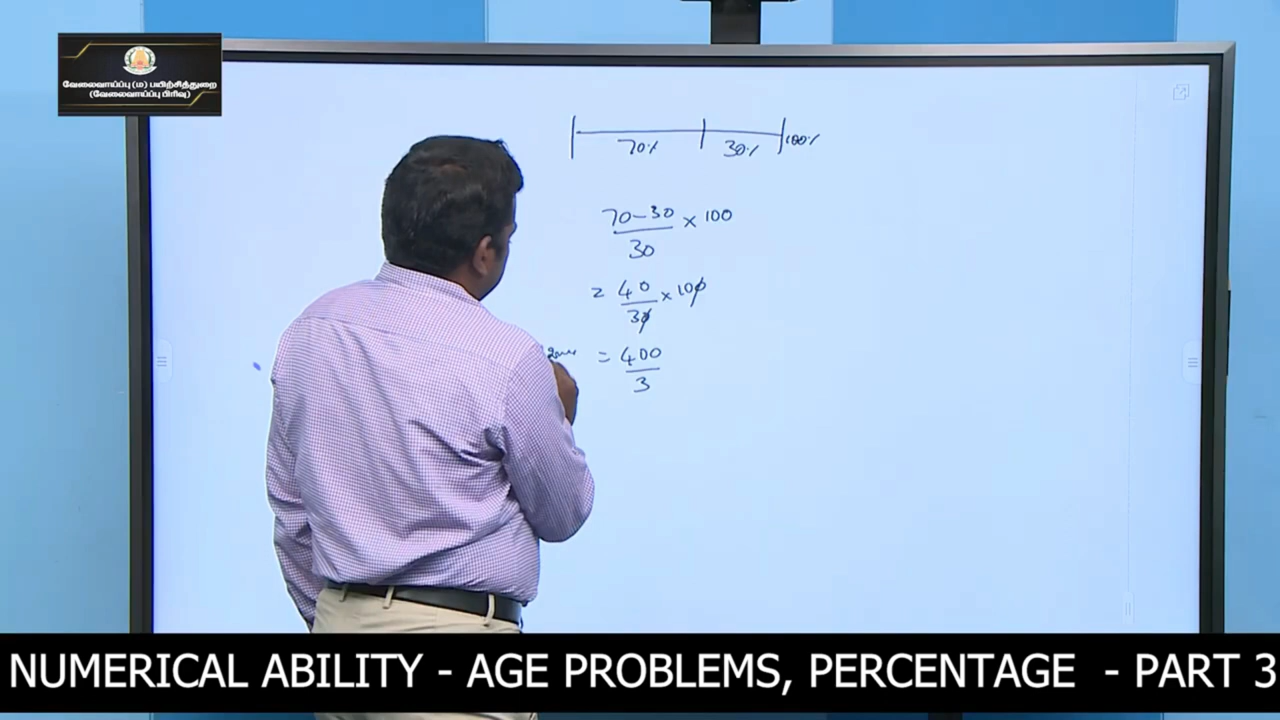 வேலைவாய்ப்பு (ம) பயிற்சித்துறை
(வேலைவாய்ப்பு பிரிவு)
70% 30% 100%
70-30 / 30 × 100
= 40 / 30 × 100
= 400 / 3
NUMERICAL ABILITY - AGE PROBLEMS, PERCENTAGE - PART 3